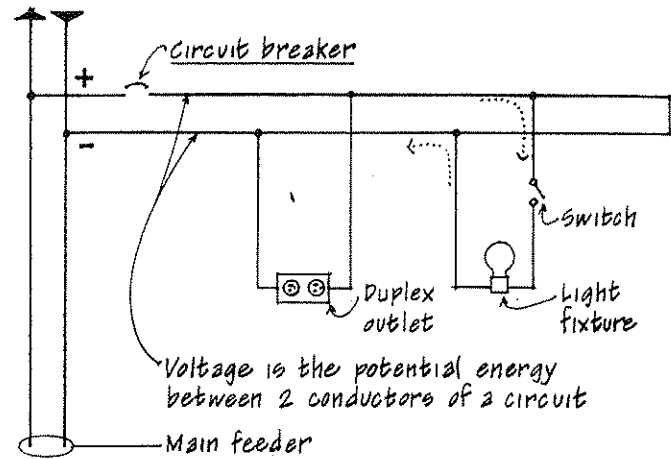 Circuit breaker
+
-
Switch
Duplex
outlet
Light
fixture
Voltage is the potential energy
between 2 conductors of a circuit
Main feeder